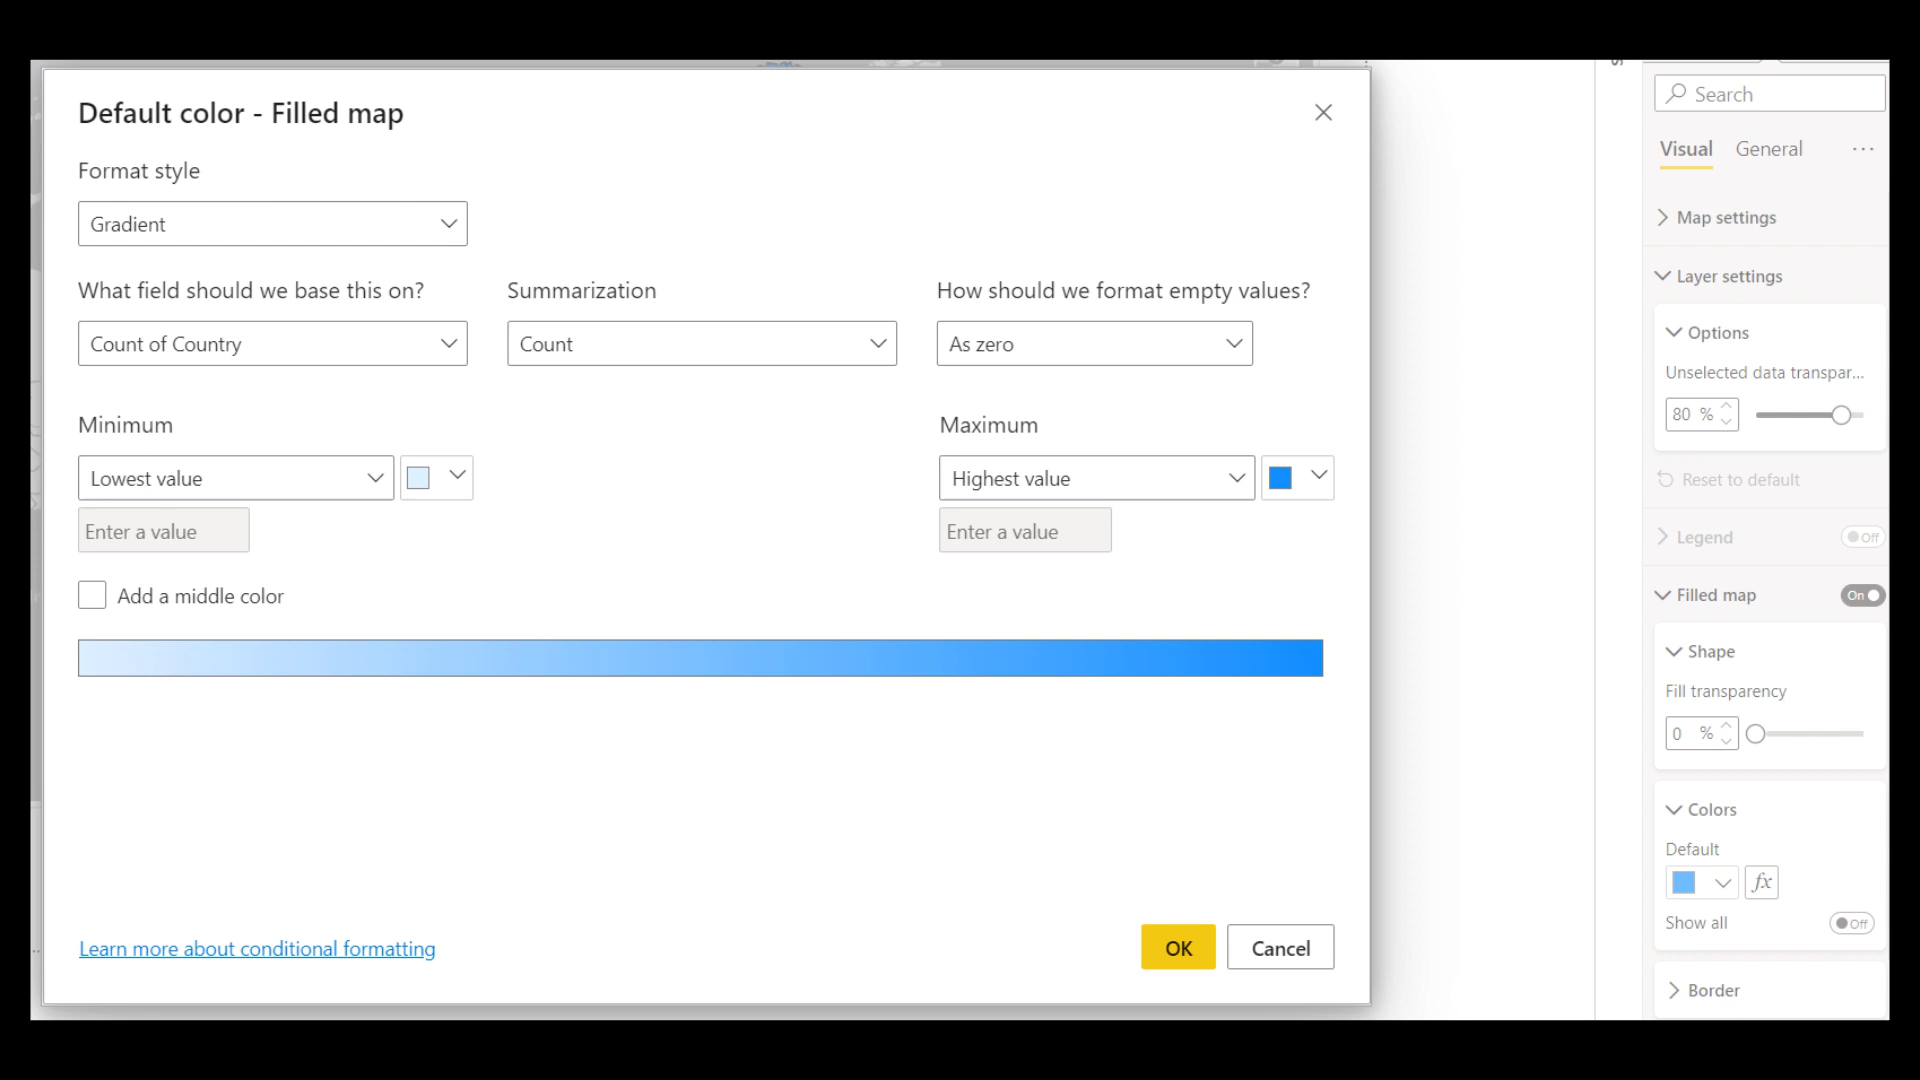 Default color - Filled map
Format style
Gradient
What field should we base this on?
Summarization
How should we format empty values?
Count of Country
Count
As zero
Minimum
Maximum
Lowest value
Highest value
Enter a value
Enter a value
Add a middle color
Learn more about conditional formatting
OK
Cancel
Search
Visual
General
...
Map settings
Layer settings
Options
Unselected data transpar...
80 %
Reset to default
Legend
Off
Filled map
On
Shape
Fill transparency
0 %
Colors
Default
fx
Show all
Off
Border